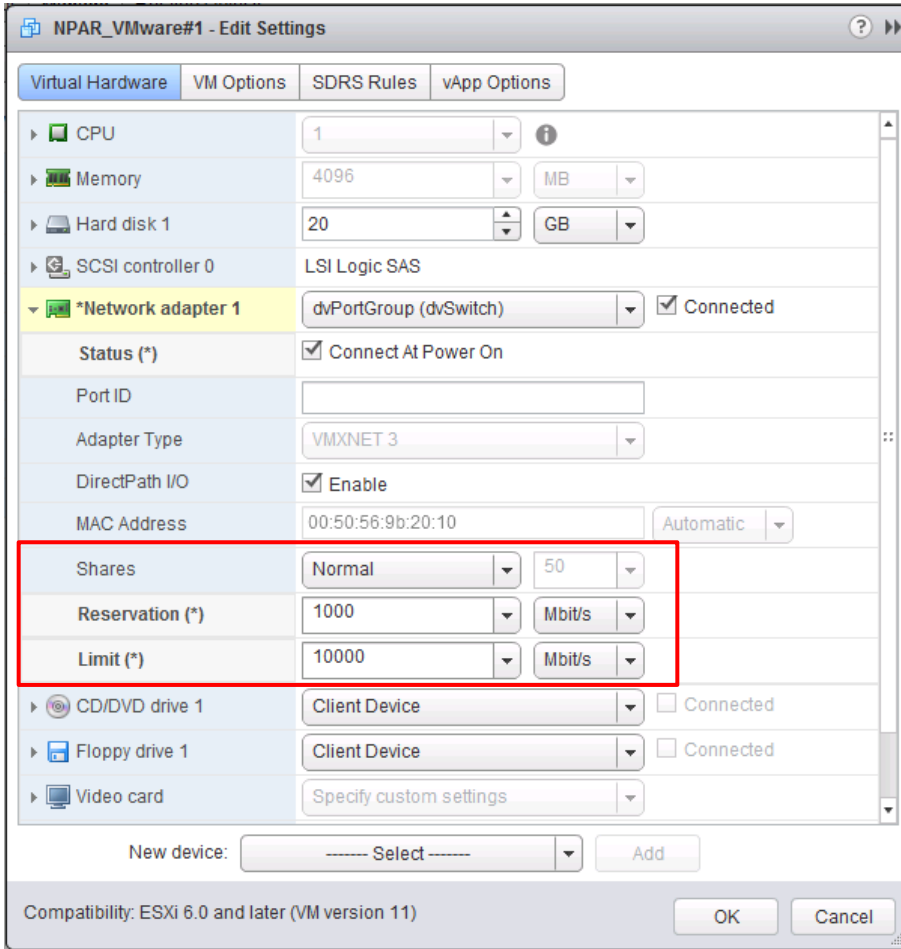 NPAR_VMware#1 - Edit Settings ?
Virtual Hardware VM Options SDRS Rules vApp Options
CPU 1
Memory 4096 MB
Hard disk 1 20 GB
SCSI controller 0 LSI Logic SAS
*Network adapter 1 dvPortGroup (dvSwitch) Connected
Status (*) Connect At Power On
Port ID
Adapter Type VMXNET 3
DirectPath I/O Enable
MAC Address 00:50:56:9b:20:10 Automatic
Shares Normal 50
Reservation (*) 1000 Mbit/s
Limit (*) 10000 Mbit/s
CD/DVD drive 1 Client Device Connected
Floppy drive 1 Client Device Connected
Video card Specify custom settings
New device: ------- Select ------- Add
Compatibility: ESXi 6.0 and later (VM version 11) OK Cancel